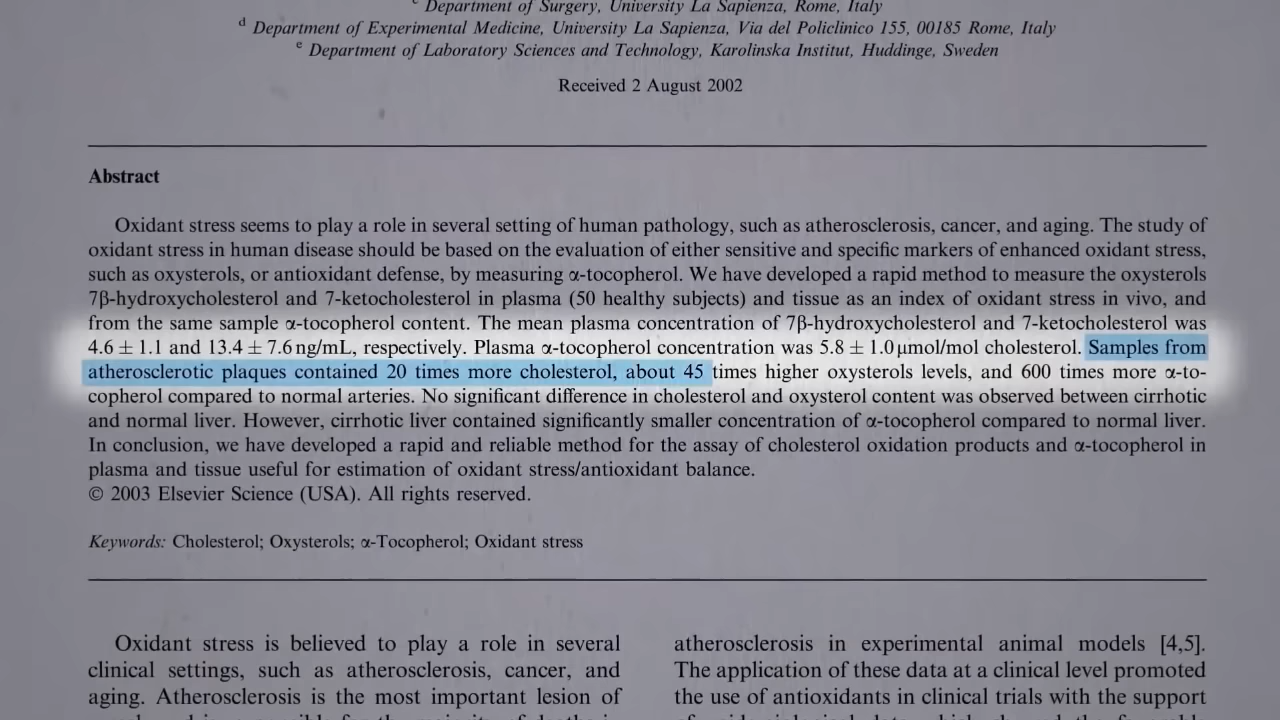 c Department of Surgery, University La Sapienza, Rome, Italy
d Department of Experimental Medicine, University La Sapienza, Via del Policlinico 155, 00185 Rome, Italy
e Department of Laboratory Sciences and Technology, Karolinska Institut, Huddinge, Sweden
Received 2 August 2002
Abstract
Oxidant stress seems to play a role in several setting of human pathology, such as atherosclerosis, cancer, and aging. The study of
oxidant stress in human disease should be based on the evaluation of either sensitive and specific markers of enhanced oxidant stress,
such as oxysterols, or antioxidant defense, by measuring α-tocopherol. We have developed a rapid method to measure the oxysterols
7β-hydroxycholesterol and 7-ketocholesterol in plasma (50 healthy subjects) and tissue as an index of oxidant stress in vivo, and
from the same sample α-tocopherol content. The mean plasma concentration of 7β-hydroxycholesterol and 7-ketocholesterol was
4.6 ± 1.1 and 13.4 ± 7.6 ng/mL, respectively. Plasma α-tocopherol concentration was 5.8 ± 1.0 μmol/mol cholesterol. Samples from
atherosclerotic plaques contained 20 times more cholesterol, about 45 times higher oxysterols levels, and 600 times more α-to-
copherol compared to normal arteries. No significant difference in cholesterol and oxysterol content was observed between cirrhotic
and normal liver. However, cirrhotic liver contained significantly smaller concentration of α-tocopherol compared to normal liver.
In conclusion, we have developed a rapid and reliable method for the assay of cholesterol oxidation products and α-tocopherol in
plasma and tissue useful for estimation of oxidant stress/antioxidant balance.
© 2003 Elsevier Science (USA). All rights reserved.
Keywords: Cholesterol; Oxysterols; α-Tocopherol; Oxidant stress
Oxidant stress is believed to play a role in several
clinical settings, such as atherosclerosis, cancer, and
aging. Atherosclerosis is the most important lesion of
atherosclerosis in experimental animal models [4,5].
The application of these data at a clinical level promoted
the use of antioxidants in clinical trials with the support